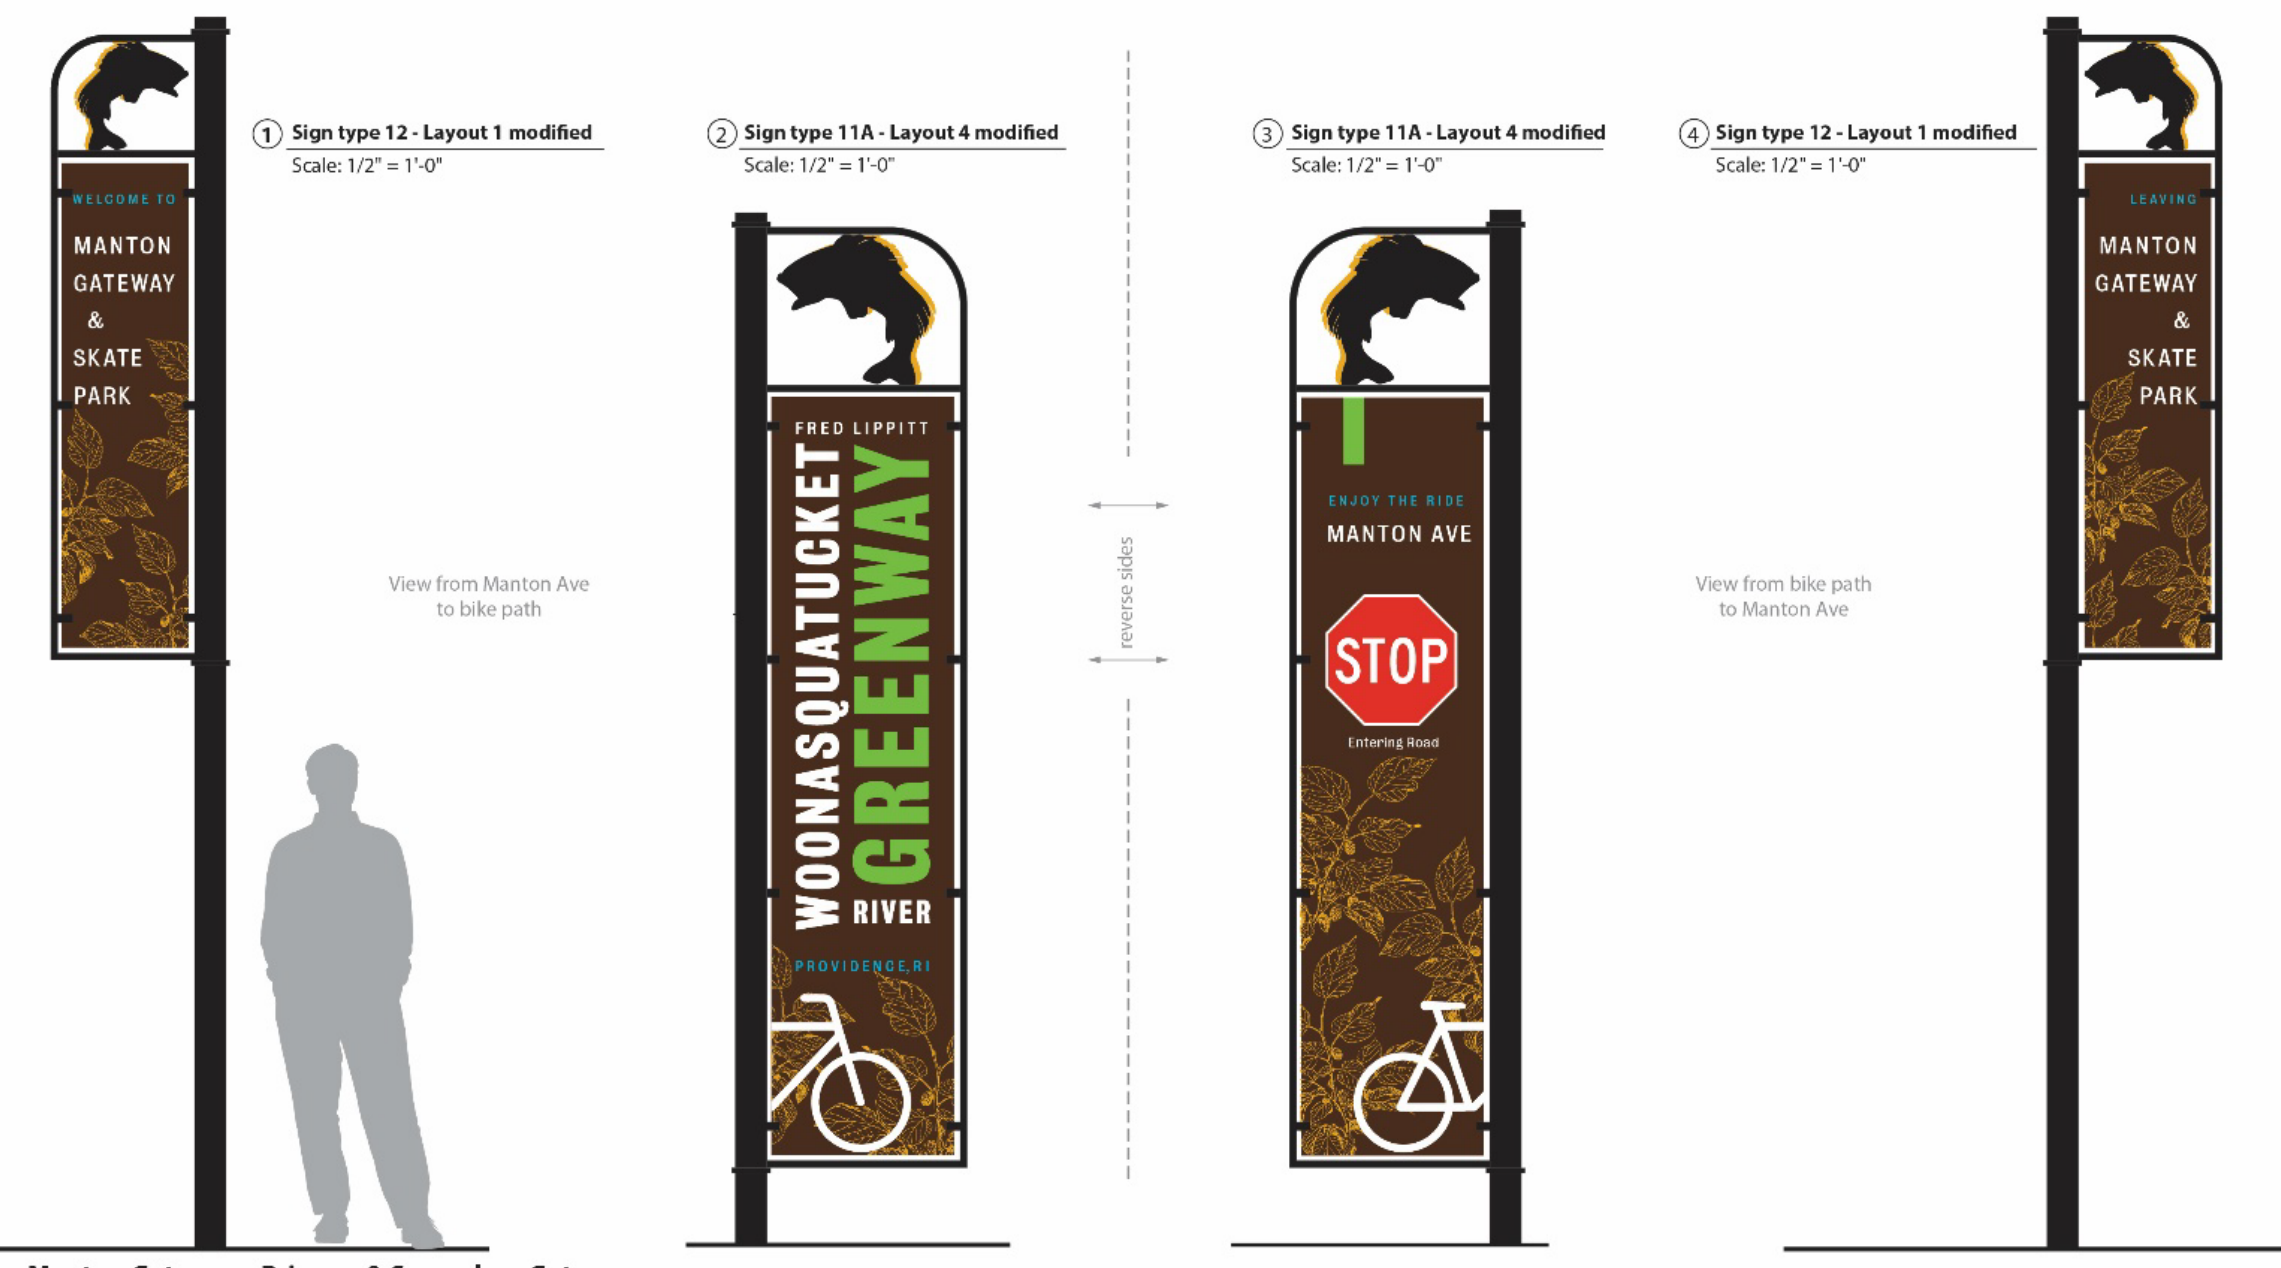 1 Sign type 12 - Layout 1 modified
Scale: 1/2" = 1'-0"
WELCOME TO
MANTON
GATEWAY
&
SKATE
PARK
View from Manton Ave
to bike path
2 Sign type 11A - Layout 4 modified
Scale: 1/2" = 1'-0"
FRED LIPPITT
WOONASQUATUCKET
GREENWAY
RIVER
PROVIDENCE, RI
reverse sides
3 Sign type 11A - Layout 4 modified
Scale: 1/2" = 1'-0"
ENJOY THE RIDE
MANTON AVE
STOP
Entering Road
View from bike path
to Manton Ave
4 Sign type 12 - Layout 1 modified
Scale: 1/2" = 1'-0"
LEAVING
MANTON
GATEWAY
&
SKATE
PARK